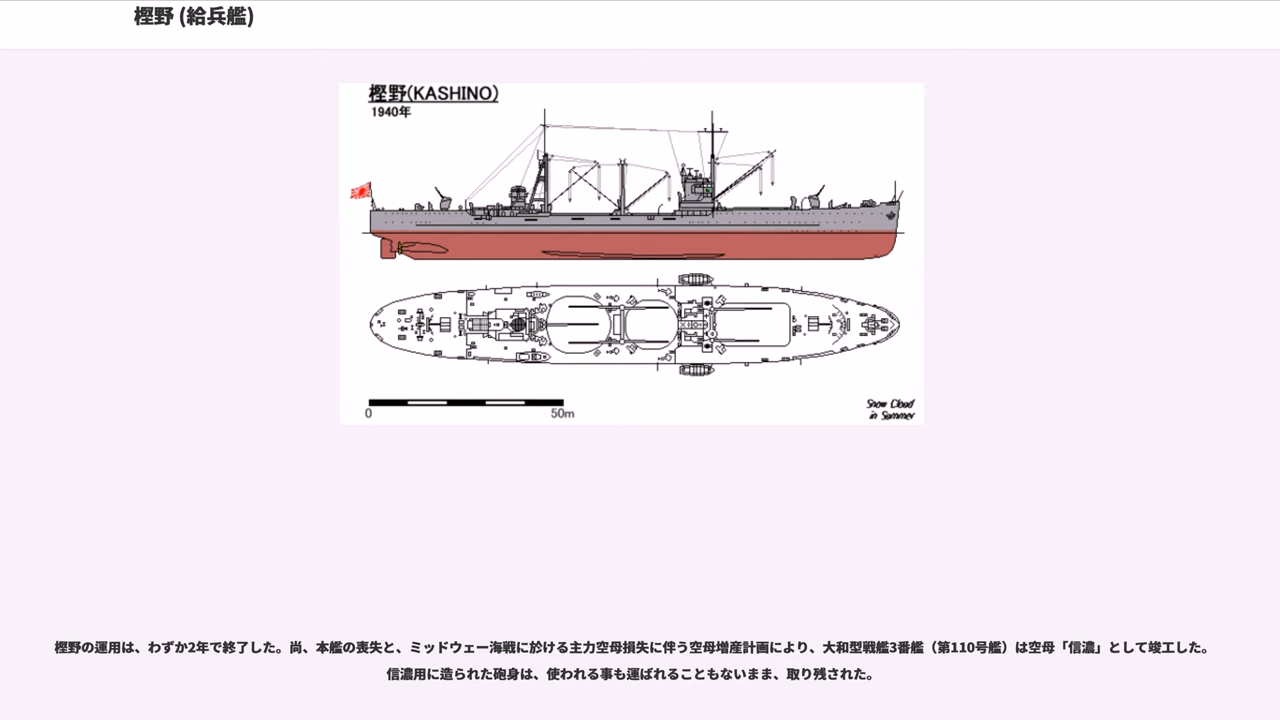 樫野 (給兵艦)
樫野(KASHINO)
1940年
0 50m
Snow Cloud
in Summer
樫野の運用は、わずか2年で終了した。尚、本艦の喪失と、ミッドウェー海戦に於ける主力空母損失に伴う空母増産計画により、大和型戦艦3番艦（第110号艦）は空母「信濃」として竣工した。
信濃用に造られた砲身は、使われる事も運ばれることもないまま、取り残された。